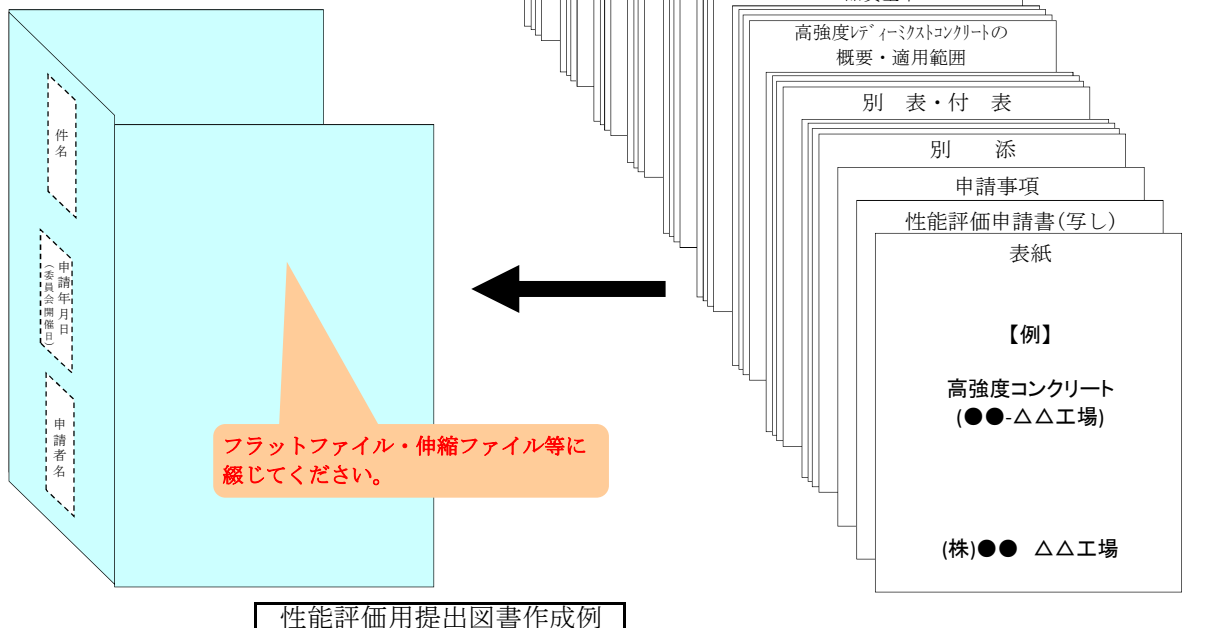 高強度ﾚﾃﾞｨｰﾐｸｽﾄｺﾝｸﾘｰﾄの
概要・適用範囲
別　表・付　表
別　　添
申請事項
性能評価申請書(写し)
表紙
【例】
高強度コンクリート
(●●-△△工場)
(株)●●　△△工場
件名
申請年月日
（委員会開催日）
申請者名
フラットファイル・伸縮ファイル等に
綴じてください。
性能評価用提出図書作成例